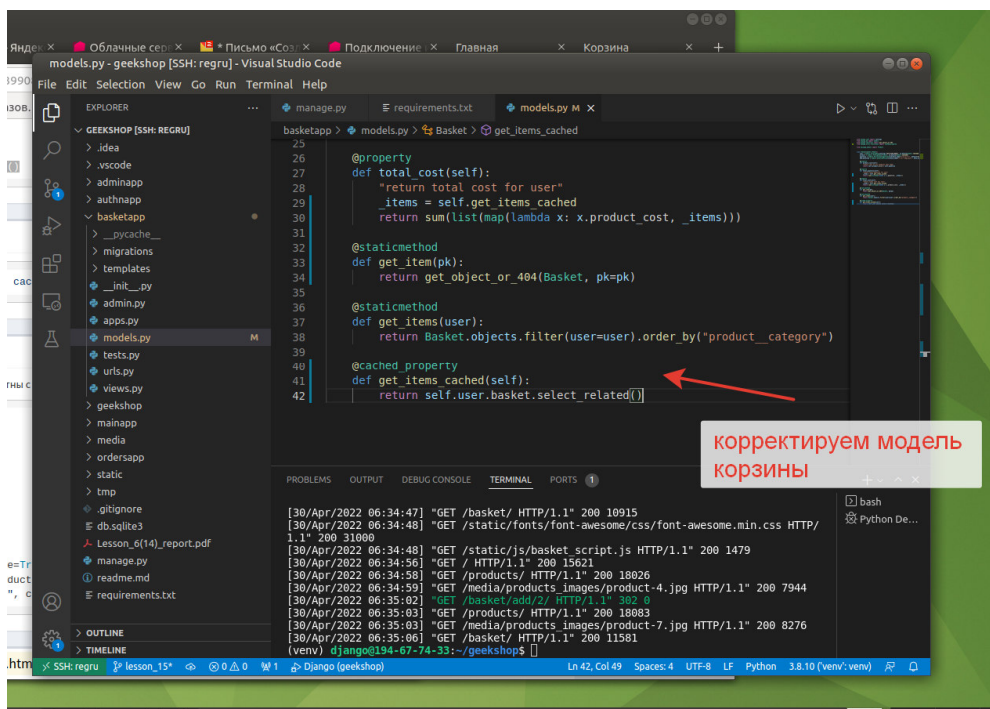 Янде × Облачные сер × * Письмо «Созд × Подключение × Главная × Корзина × +
models.py - geekshop [SSH: regru] - Visual Studio Code
File Edit Selection View Go Run Terminal Help
EXPLORER ... manage.py requirements.txt models.py M ×
GEEKSHOP [SSH: REGRU]
basketapp > models.py > Basket > get_items_cached
.idea
.vscode
adminapp
authnapp
basketapp
__pycache__
migrations
templates
__init__.py
admin.py
apps.py
models.py M
tests.py
urls.py
views.py
geekshop
mainapp
media
ordersapp
static
tmp
.gitignore
db.sqlite3
Lesson_6(14)_report.pdf
manage.py
readme.md
requirements.txt
OUTLINE
TIMELINE
25
26 @property
27 def total_cost(self):
28 "return total cost for user"
29 _items = self.get_items_cached
30 return sum(list(map(lambda x: x.product_cost, _items)))
31
32 @staticmethod
33 def get_item(pk):
34 return get_object_or_404(Basket, pk=pk)
35
36 @staticmethod
37 def get_items(user):
38 return Basket.objects.filter(user=user).order_by("product__category")
39
40 @cached_property
41 def get_items_cached(self):
42 return self.user.basket.select_related()
корректируем модель
корзины
PROBLEMS OUTPUT DEBUG CONSOLE TERMINAL PORTS 1
[30/Apr/2022 06:34:47] "GET /basket/ HTTP/1.1" 200 10915
[30/Apr/2022 06:34:48] "GET /static/fonts/font-awesome/css/font-awesome.min.css HTTP/
1.1" 200 31000
[30/Apr/2022 06:34:48] "GET /static/js/basket_script.js HTTP/1.1" 200 1479
[30/Apr/2022 06:34:56] "GET / HTTP/1.1" 200 15621
[30/Apr/2022 06:34:58] "GET /products/ HTTP/1.1" 200 18026
[30/Apr/2022 06:34:59] "GET /media/products_images/product-4.jpg HTTP/1.1" 200 7944
[30/Apr/2022 06:35:02] "GET /basket/add/2/ HTTP/1.1" 302 0
[30/Apr/2022 06:35:03] "GET /products/ HTTP/1.1" 200 18083
[30/Apr/2022 06:35:03] "GET /media/products_images/product-7.jpg HTTP/1.1" 200 8276
[30/Apr/2022 06:35:06] "GET /basket/ HTTP/1.1" 200 11581
(venv) django@194-67-74-33:~/geekshop$
bash
Python De...
SSH: regru lesson_15* 0 0 1 Django (geekshop) Ln 42, Col 49 Spaces: 4 UTF-8 LF Python 3.8.10 ('venv': venv)